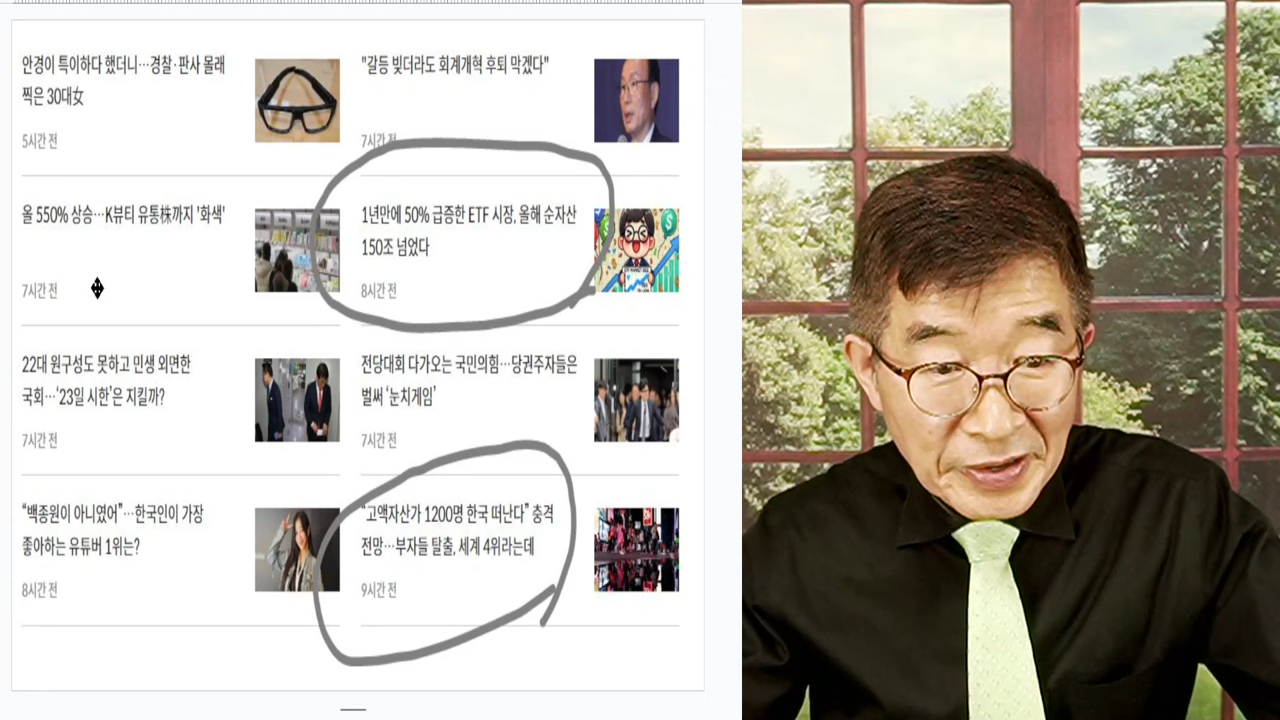 안경이 특이하다 했더니…경찰·판사 몰래
찍은 30대女
5시간 전
"갈등 빚더라도 회계개혁 후퇴 막겠다"
7시간 전
올 550% 상승…K뷰티 유통株까지 '화색'
7시간 전
1년만에 50% 급증한 ETF 시장, 올해 순자산
150조 넘었다
8시간 전
22대 원구성도 못하고 민생 외면한
국회…‘23일 시한’은 지킬까?
7시간 전
전당대회 다가오는 국민의힘…당권주자들은
벌써 ‘눈치게임’
7시간 전
“백종원이 아니였어”…한국인이 가장
좋아하는 유튜버 1위는?
8시간 전
“고액자산가 1200명 한국 떠난다” 충격
전망…부자들 탈출, 세계 4위라는데
9시간 전